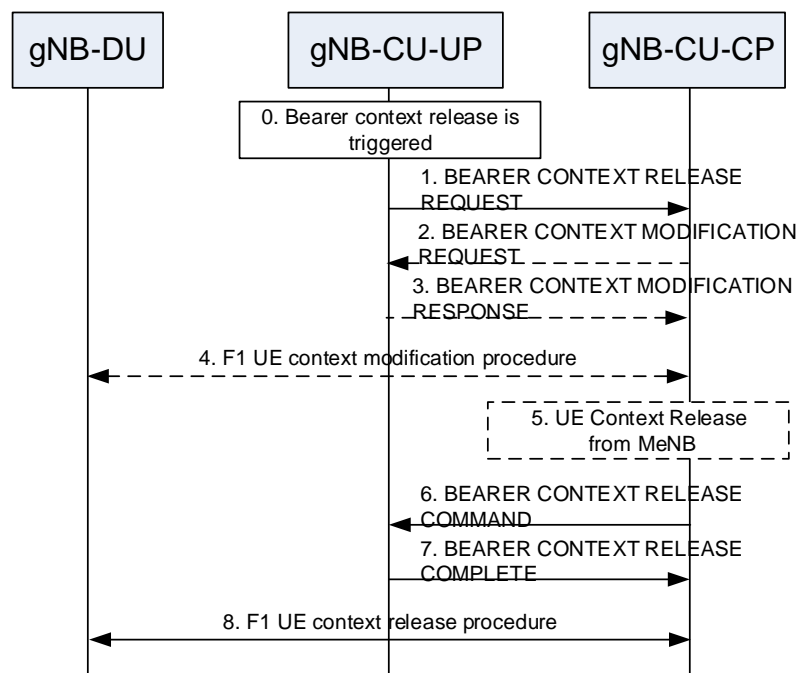 gNB-DU
gNB-CU-UP
gNB-CU-CP
0. Bearer context release is
triggered
1. BEARER CONTEXT RELEASE
REQUEST
2. BEARER CONTEXT MODIFICATION
REQUEST
3. BEARER CONTEXT MODIFICATION
RESPONSE
4. F1 UE context modification procedure
5. UE Context Release
from MeNB
6. BEARER CONTEXT RELEASE
COMMAND
7. BEARER CONTEXT RELEASE
COMPLETE
8. F1 UE context release procedure